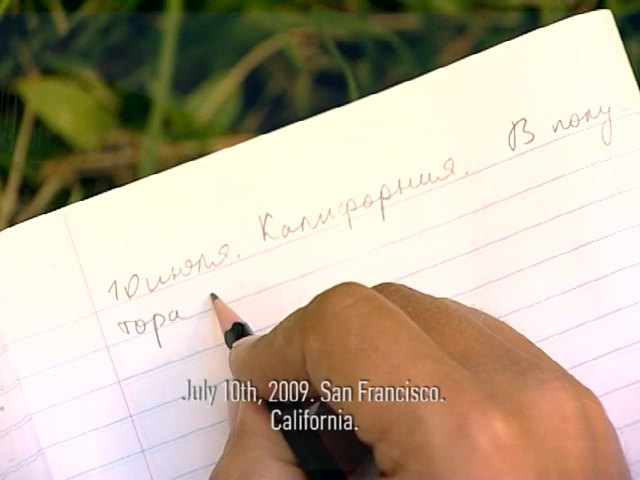 10 июля. Калифорния. В полу-
тора
July 10th, 2009. San Francisco.
California.